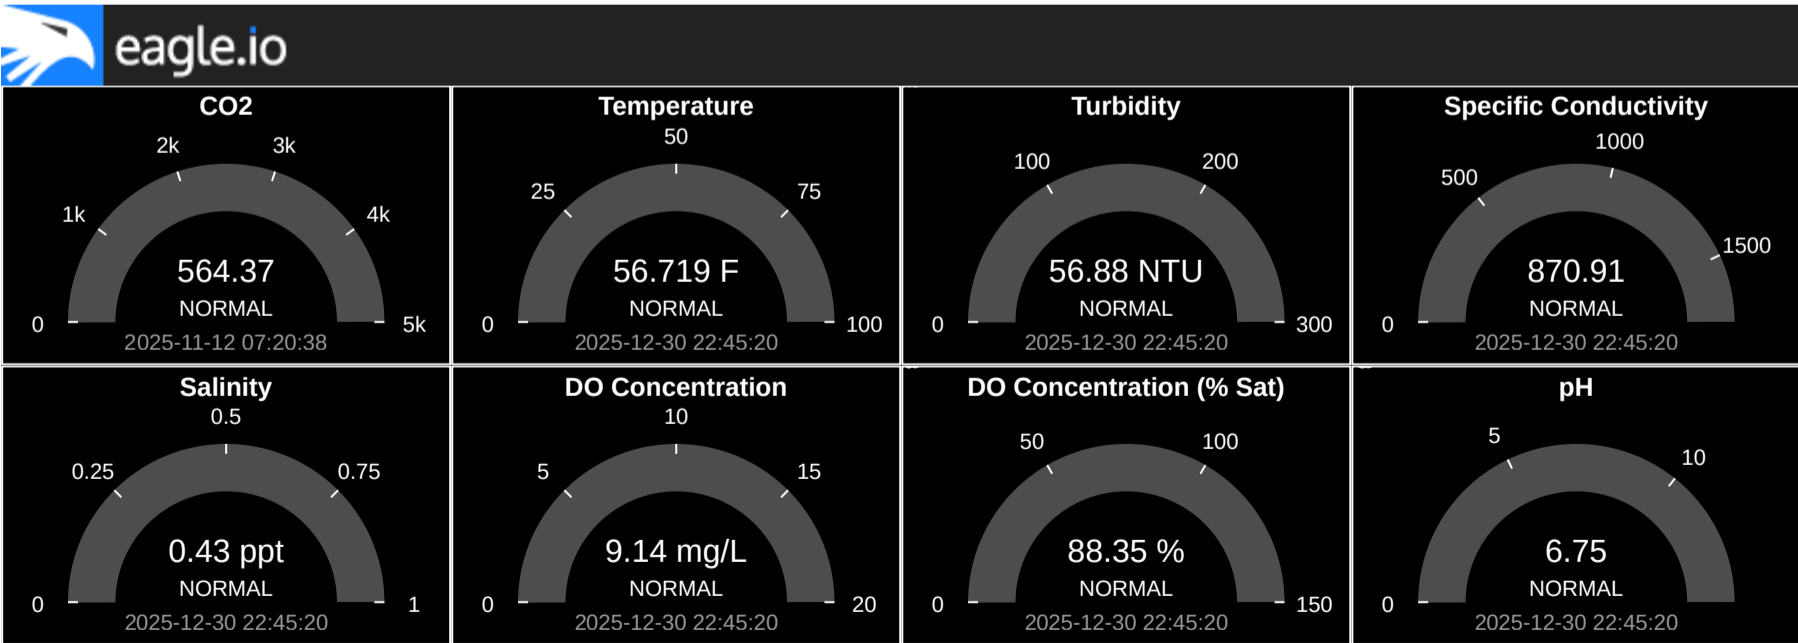 eagle.io
CO2
2k
3k
1k
4k
564.37
NORMAL
0
5k
2025-11-12 07:20:38
Temperature
50
25
75
56.719 F
NORMAL
0
100
2025-12-30 22:45:20
Turbidity
100
200
56.88 NTU
NORMAL
0
300
2025-12-30 22:45:20
Specific Conductivity
1000
500
1500
870.91
NORMAL
0
2025-12-30 22:45:20
Salinity
0.5
0.25
0.75
0.43 ppt
NORMAL
0
1
2025-12-30 22:45:20
DO Concentration
10
5
15
9.14 mg/L
NORMAL
0
20
2025-12-30 22:45:20
DO Concentration (% Sat)
50
100
88.35 %
NORMAL
0
150
2025-12-30 22:45:20
pH
5
10
6.75
NORMAL
0
2025-12-30 22:45:20